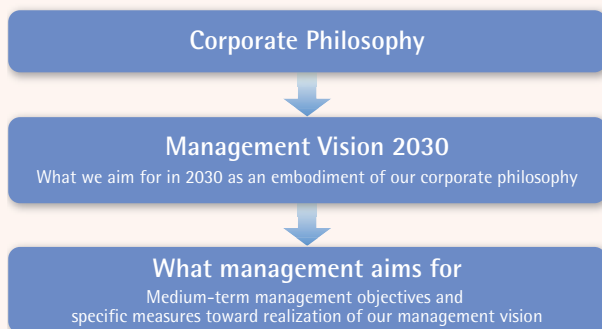 Corporate Philosophy
Management Vision 2030
What we aim for in 2030 as an embodiment of our corporate philosophy
What management aims for
Medium-term management objectives and
specific measures toward realization of our management vision